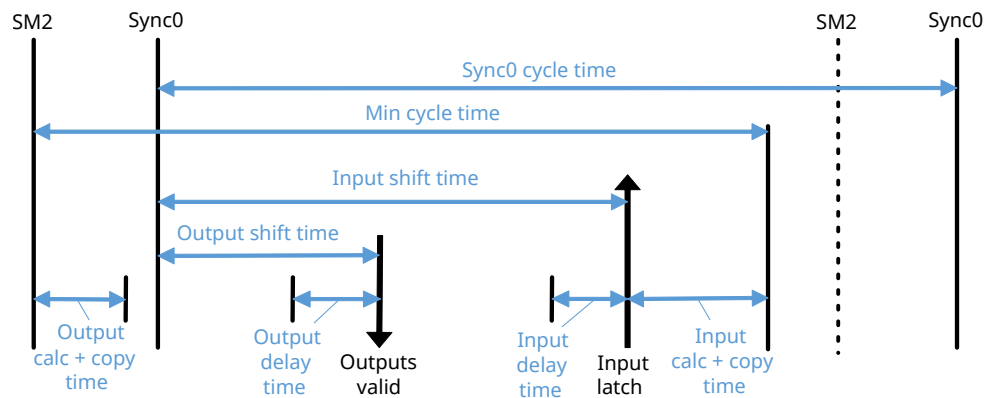 SM2
Sync0
SM2
Sync0
Sync0 cycle time
Min cycle time
Input shift time
Output shift time
Output
calc + copy
time
Output
delay
time
Outputs
valid
Input
delay
time
Input
latch
Input
calc + copy
time